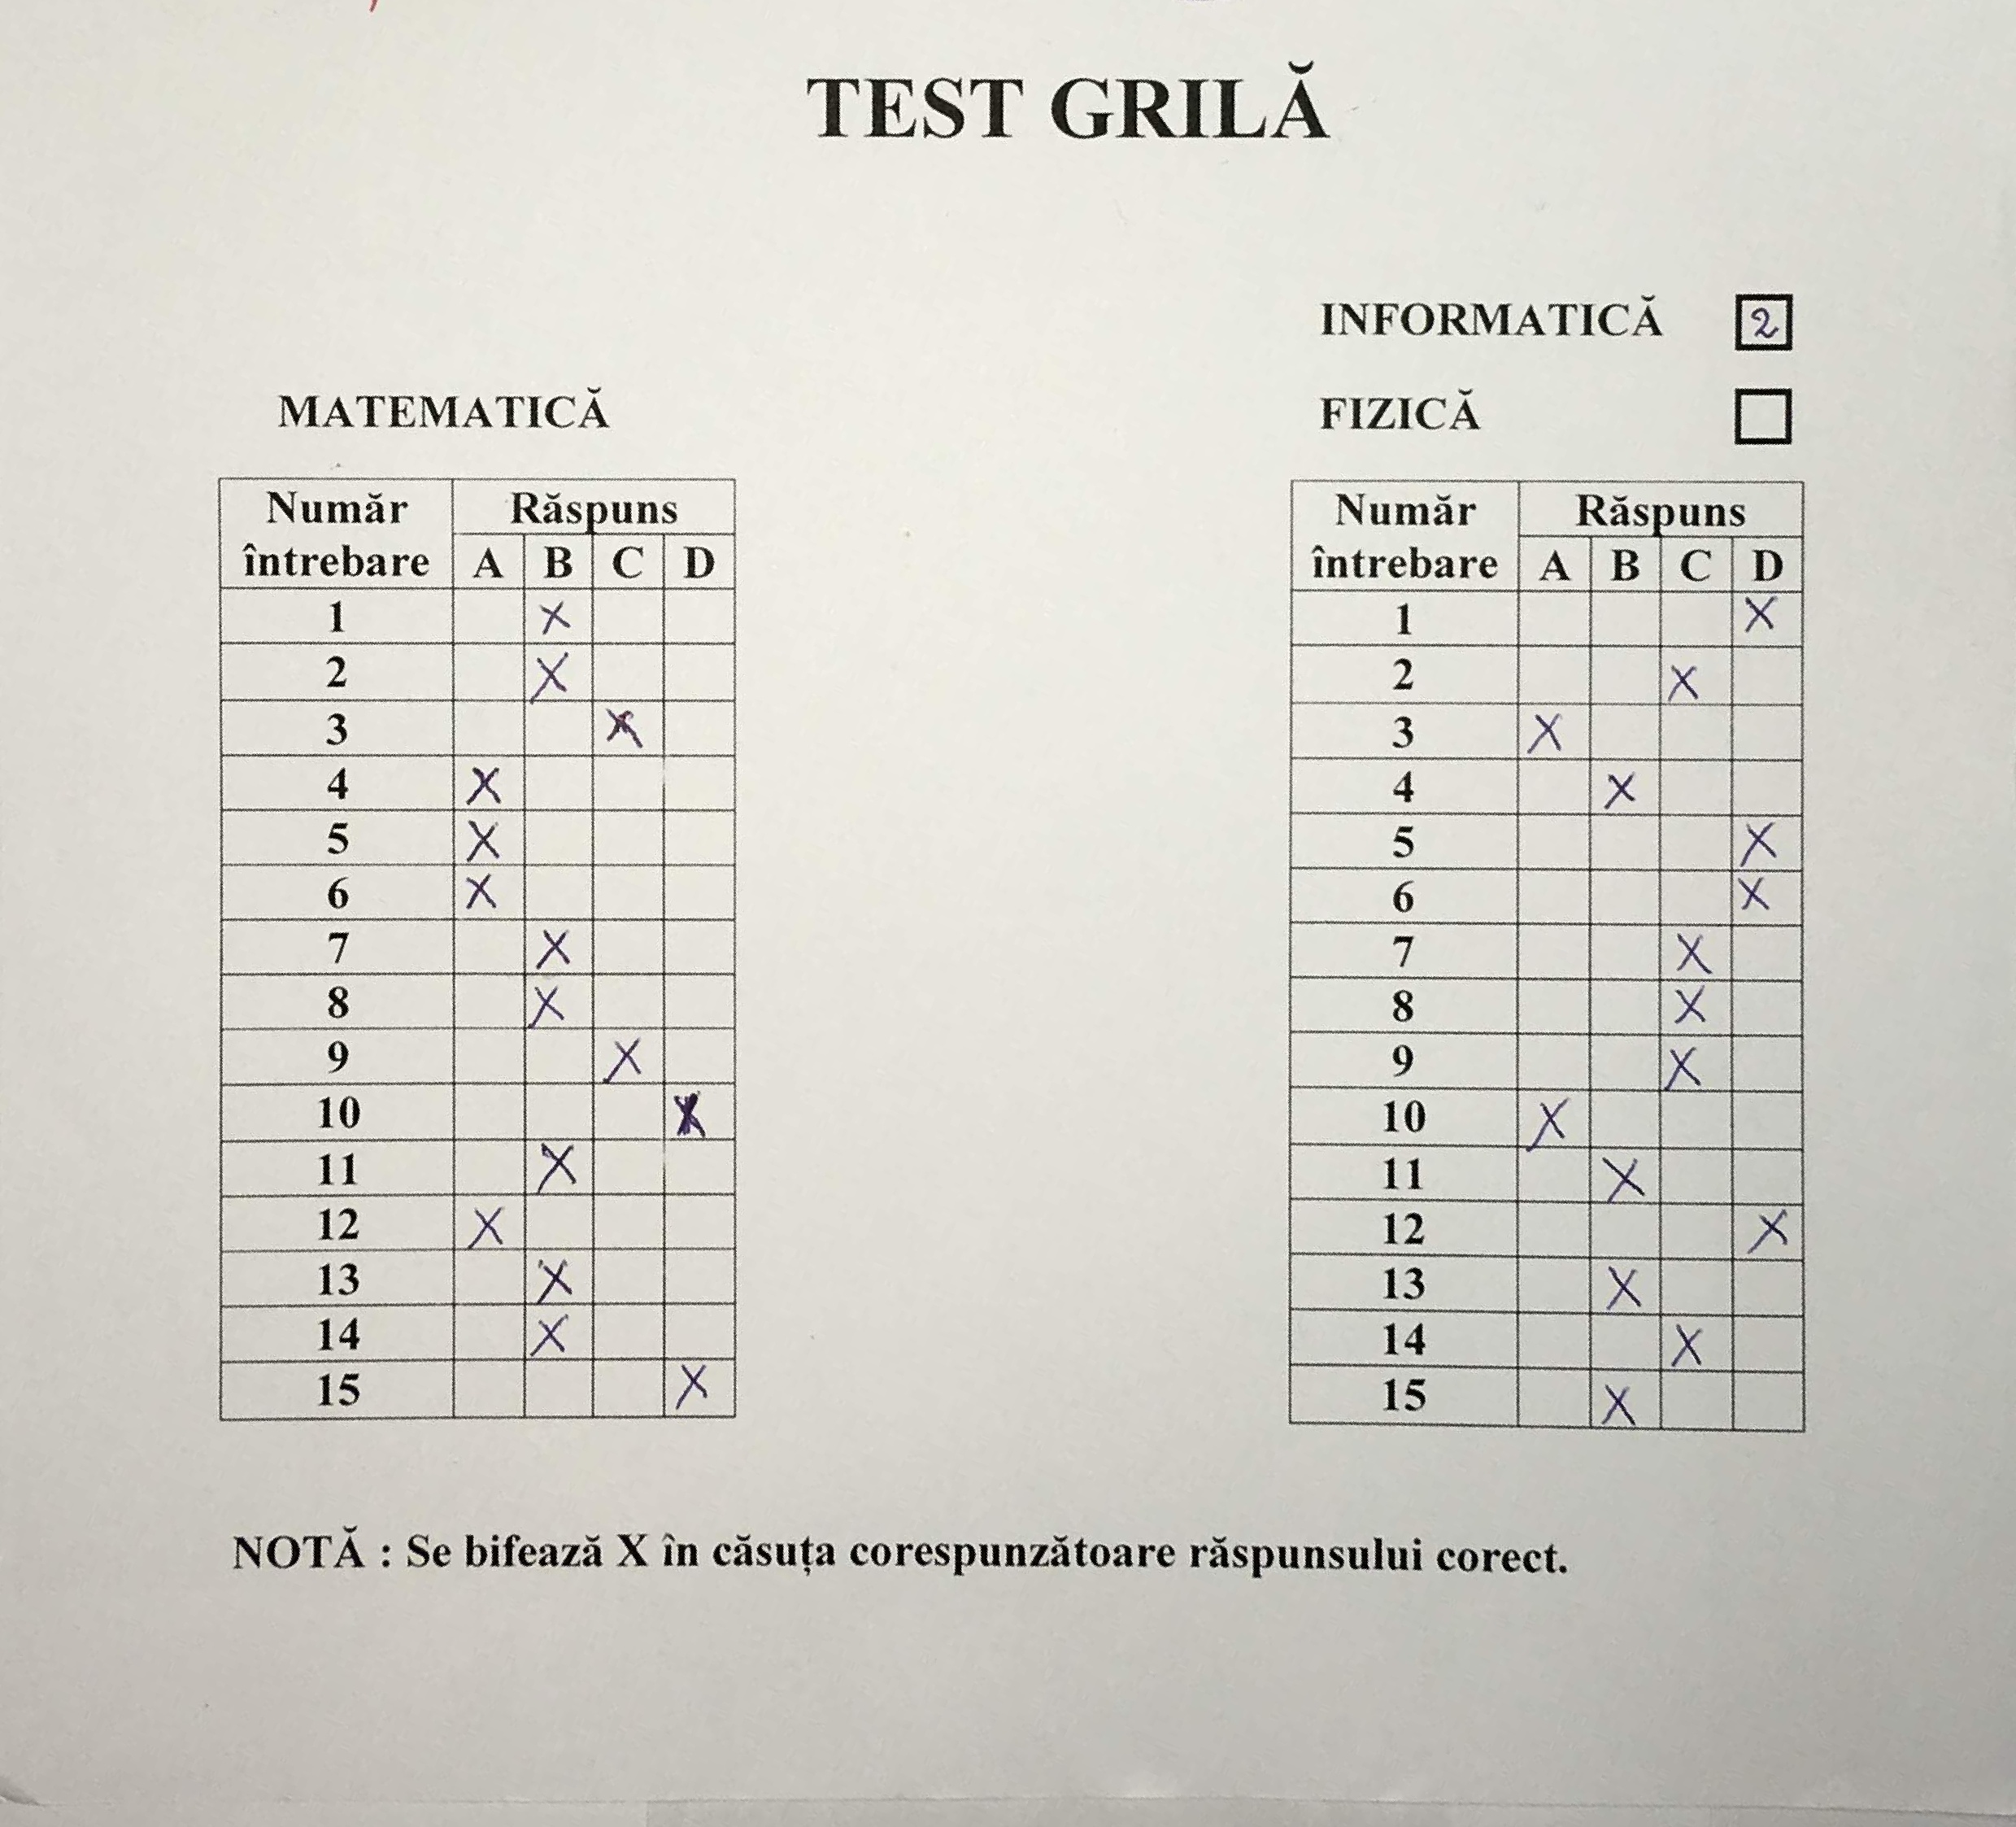 TEST GRILĂ
INFORMATICĂ 2
FIZICĂ
MATEMATICĂ
Număr întrebare Răspuns
A B C D
1 X
2 X
3 X
4 X
5 X
6 X
7 X
8 X
9 X
10 X
11 X
12 X
13 X
14 X
15 X
Număr întrebare Răspuns
A B C D
1 X
2 X
3 X
4 X
5 X
6 X
7 X
8 X
9 X
10 X
11 X
12 X
13 X
14 X
15 X
NOTĂ : Se bifează X în căsuța corespunzătoare răspunsului corect.